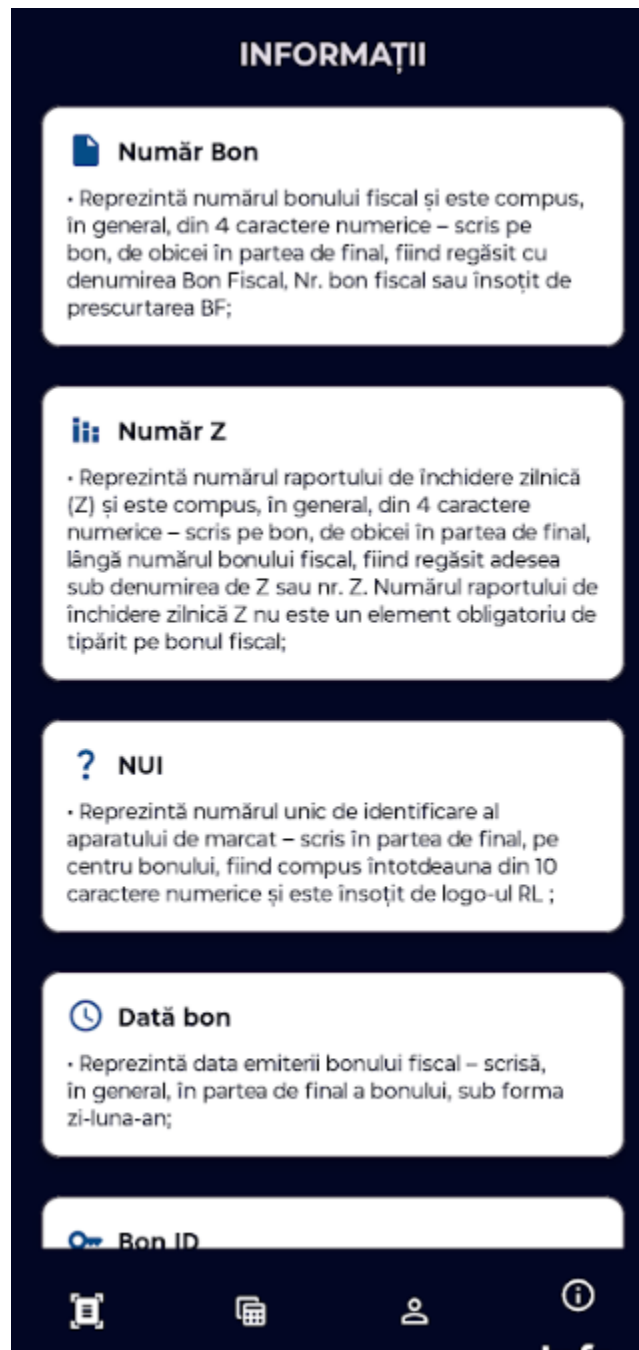 INFORMAȚII
Număr Bon
• Reprezintă numărul bonului fiscal și este compus,
în general, din 4 caractere numerice – scris pe
bon, de obicei în partea de final, fiind regăsit cu
denumirea Bon Fiscal, Nr. bon fiscal sau însoțit de
prescurtarea BF;
Număr Z
• Reprezintă numărul raportului de închidere zilnică
(Z) și este compus, în general, din 4 caractere
numerice – scris pe bon, de obicei în partea de final,
lângă numărul bonului fiscal, fiind regăsit adesea
sub denumirea de Z sau nr. Z. Numărul raportului de
închidere zilnică Z nu este un element obligatoriu de
tipărit pe bonul fiscal;
NUI
• Reprezintă numărul unic de identificare al
aparatului de marcat – scris în partea de final, pe
centru bonului, fiind compus întotdeauna din 10
caractere numerice și este însoțit de logo-ul RL ;
Dată bon
• Reprezintă data emiterii bonului fiscal – scrisă,
în general, în partea de final a bonului, sub forma
zi-luna-an;
Bon ID